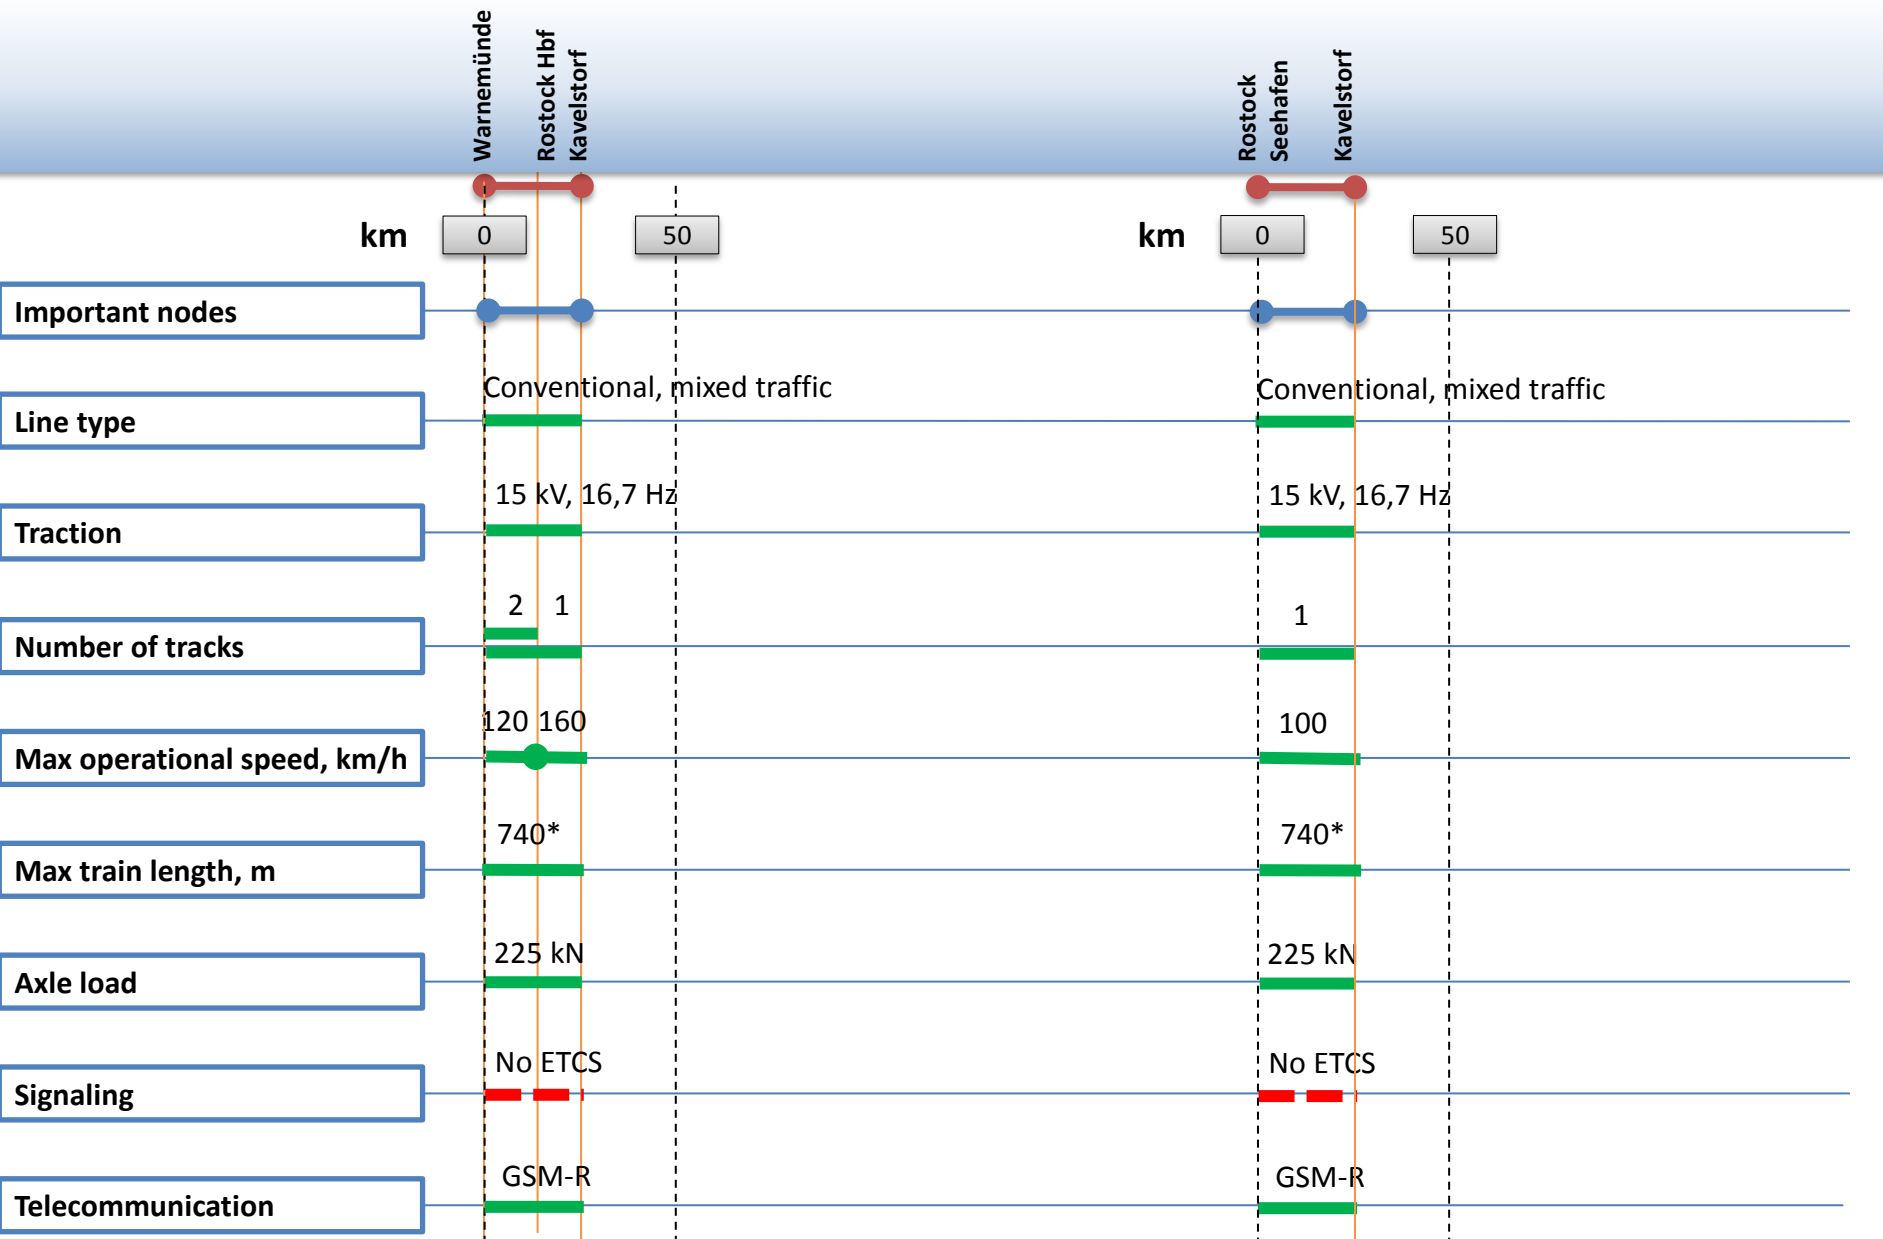 Warnemünde
Rostock Hbf
Kavelstorf
Rostock
Seehafen
Kavelstorf
km 0 50
km 0 50
Important nodes
Line type
Conventional, mixed traffic
Conventional, mixed traffic
Traction
15 kV, 16,7 Hz
15 kV, 16,7 Hz
Number of tracks
2 1
1
Max operational speed, km/h
120 160
100
Max train length, m
740*
740*
Axle load
225 kN
225 kN
Signaling
No ETCS
No ETCS
Telecommunication
GSM-R
GSM-R